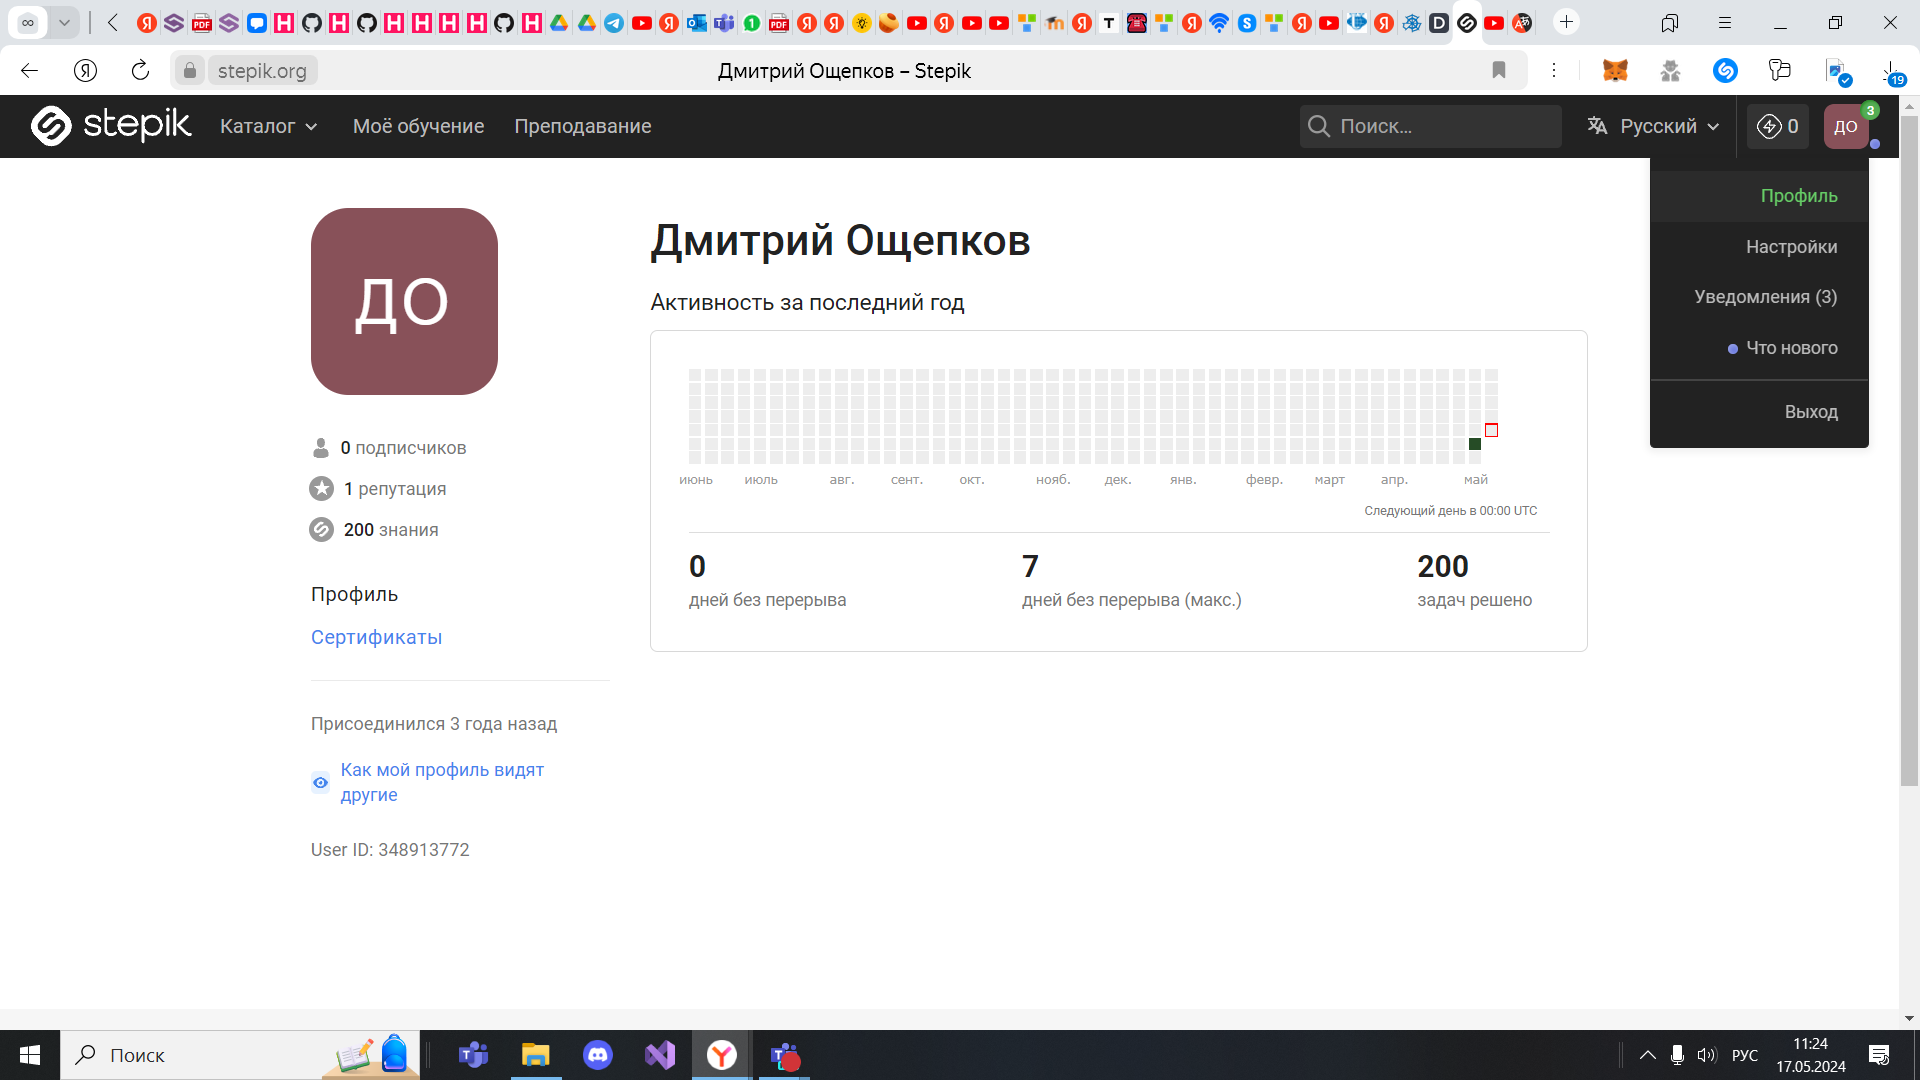 stepik.org
Дмитрий Ощепков – Stepik
19
stepik
Каталог
Моё обучение
Преподавание
Поиск...
Русский
0
ДО
3
Профиль
Настройки
Уведомления (3)
Что нового
Выход
ДО
0 подписчиков
1 репутация
200 знания
Профиль
Сертификаты
Присоединился 3 года назад
Как мой профиль видят
другие
User ID: 348913772
Дмитрий Ощепков
Активность за последний год
июнь июль авг. сент. окт. нояб. дек. янв. февр. март апр. май
Следующий день в 00:00 UTC
0
дней без перерыва
7
дней без перерыва (макс.)
200
задач решено
Поиск
РУС
11:24
17.05.2024